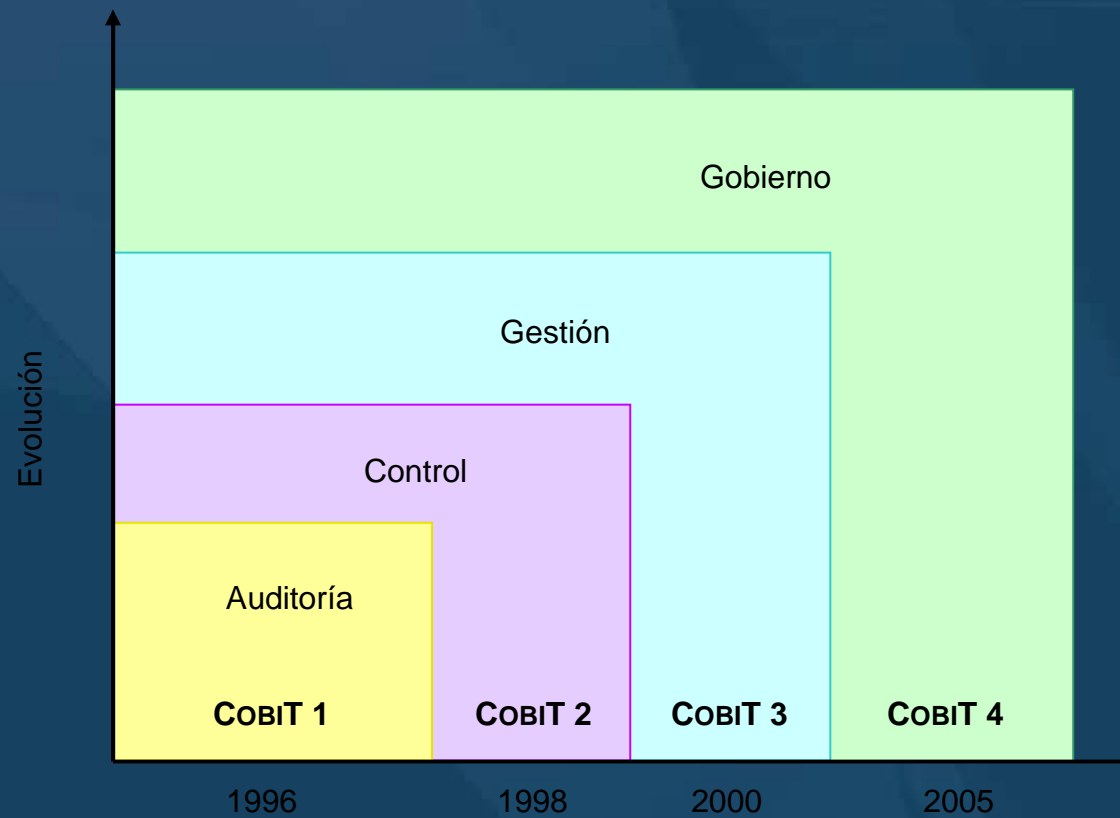 Gobierno
Gestión
Evolución
Control
Auditoría
COBIT 1 COBIT 2 COBIT 3 COBIT 4
1996 1998 2000 2005